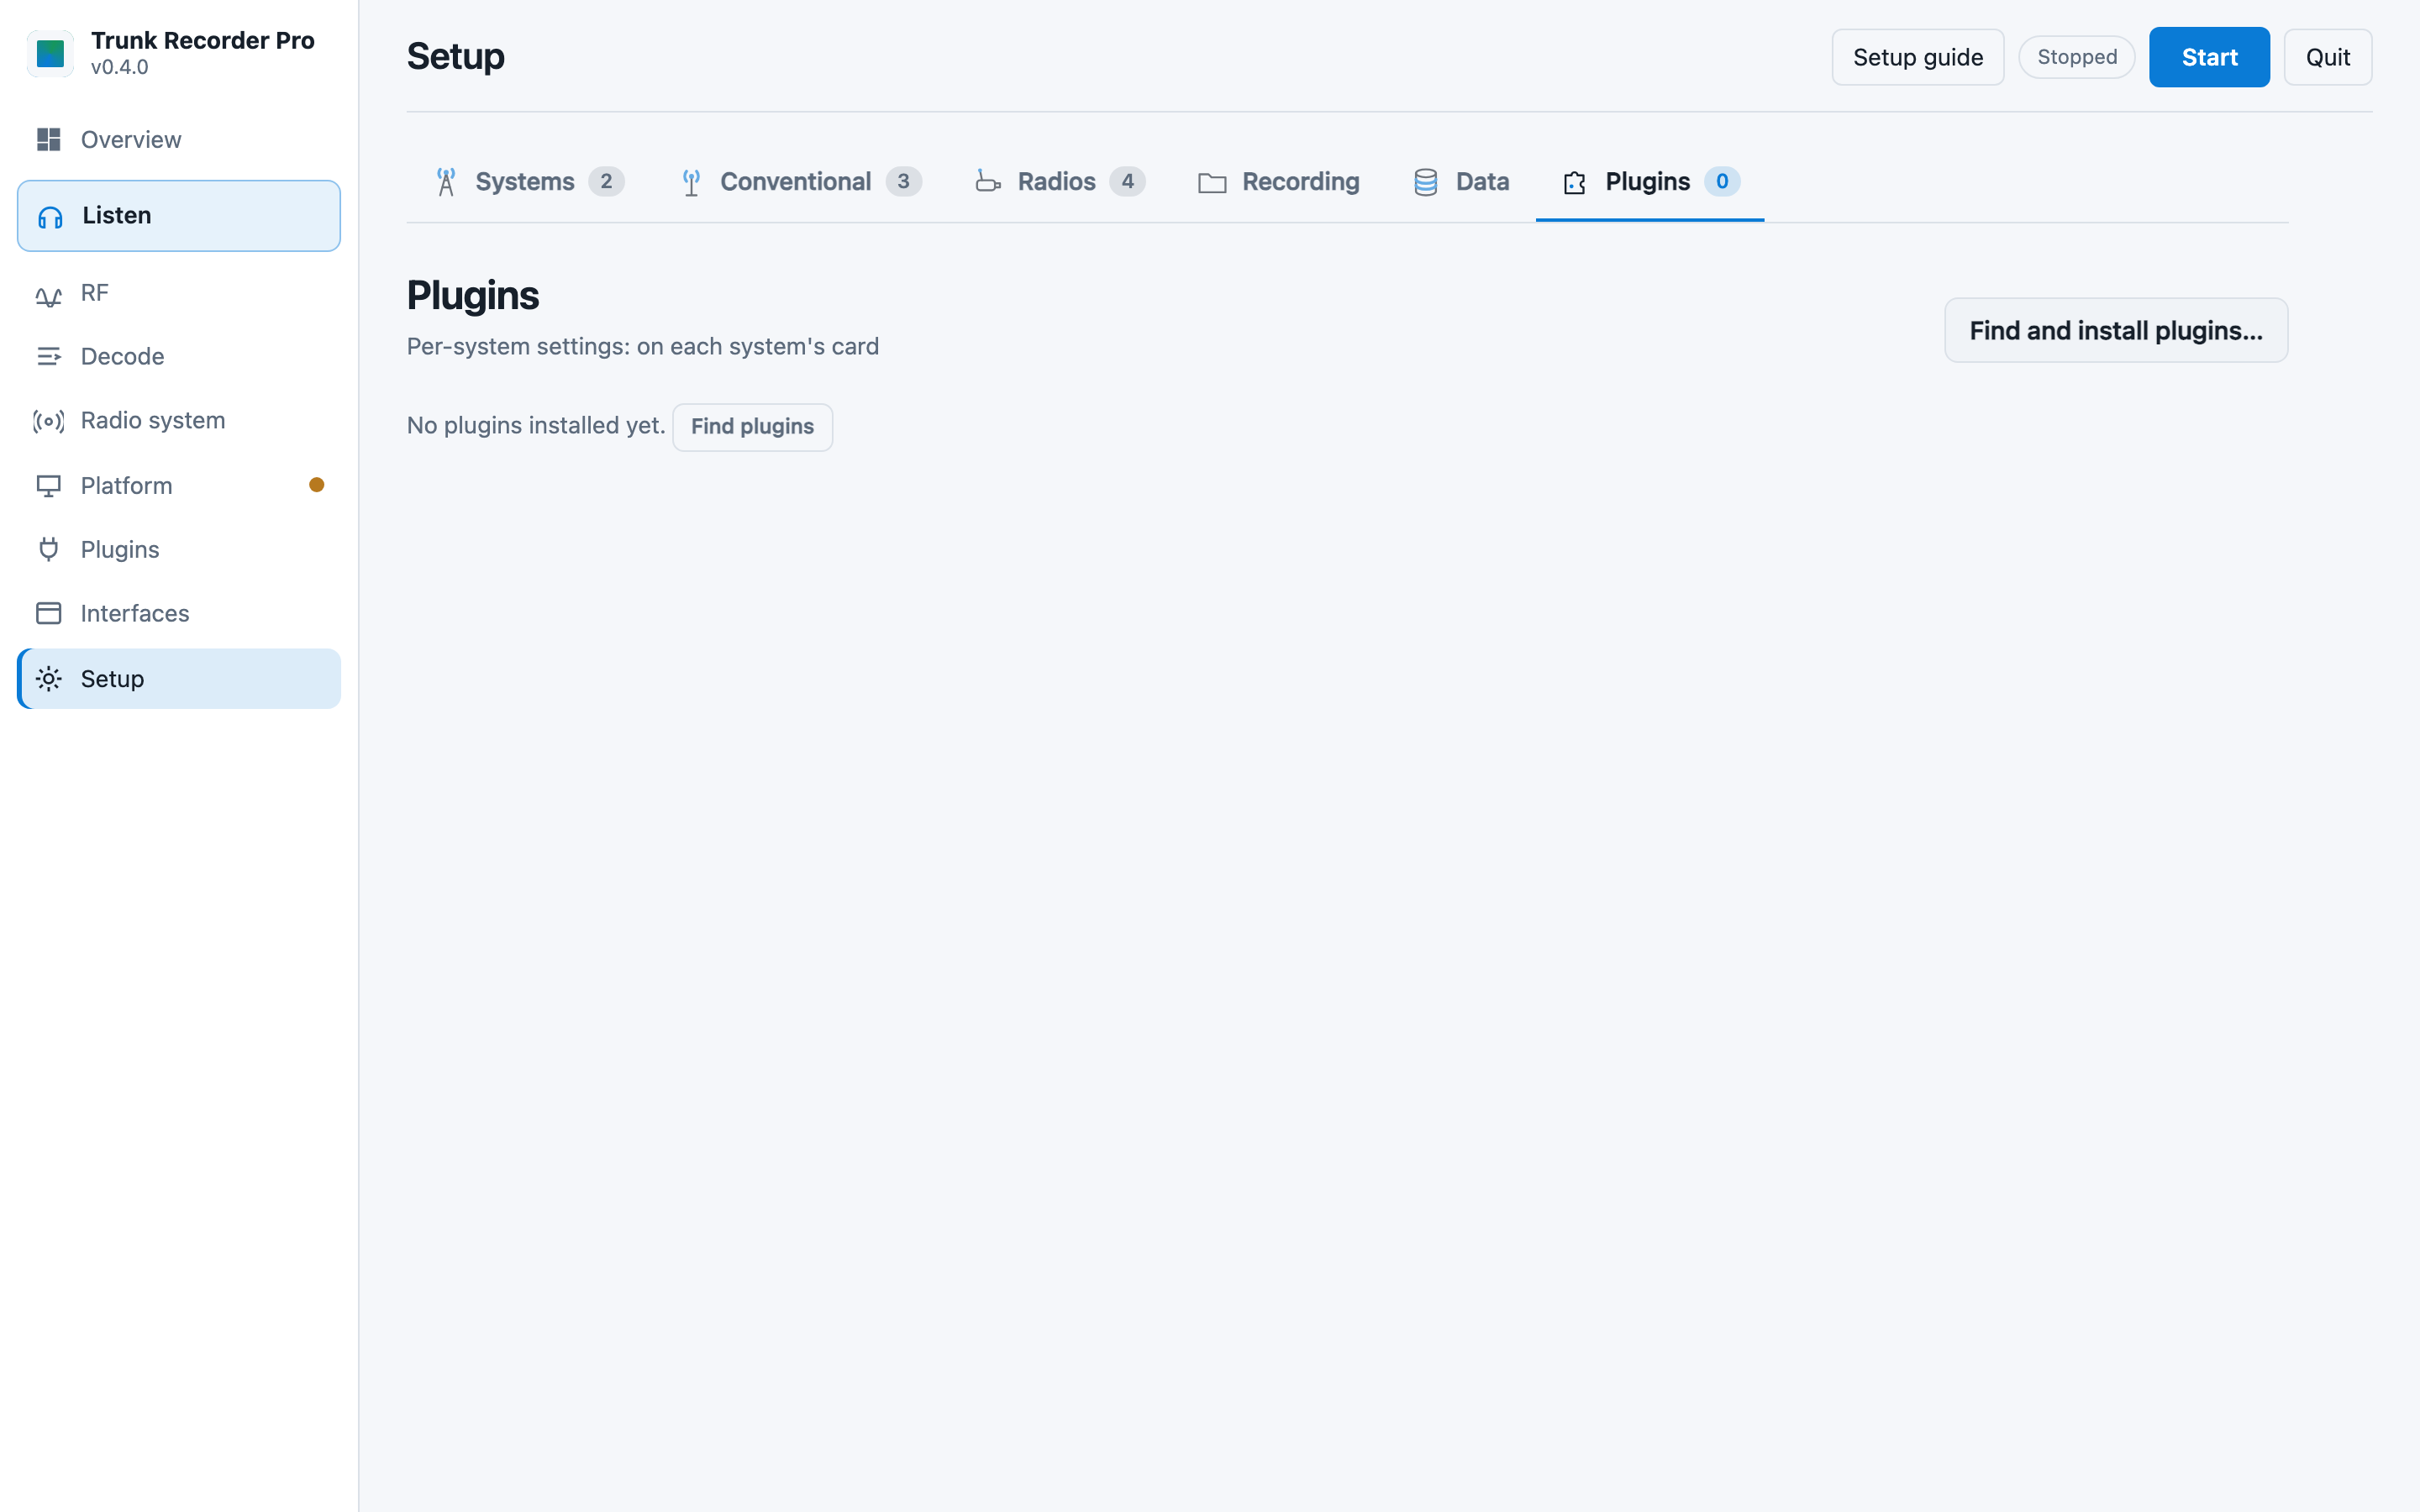 Trunk Recorder Pro
v0.4.0
Overview
Listen
RF
Decode
Radio system
Platform
Plugins
Interfaces
Setup
Setup
Setup guide
Stopped
Start
Quit
Systems 2
Conventional 3
Radios 4
Recording
Data
Plugins 0
Plugins
Per-system settings: on each system's card
Find and install plugins...
No plugins installed yet. Find plugins